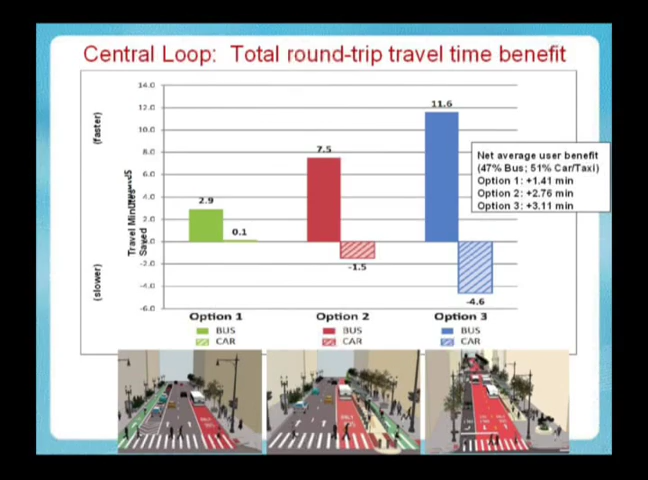 Central Loop: Total round-trip travel time benefit
(faster)
(slower)
Travel Minutes
Saved
14.0
12.0
10.0
8.0
6.0
4.0
2.0
0.0
-2.0
-4.0
-6.0
2.9
0.1
7.5
-1.5
11.6
-4.6
Net average user benefit
(47% Bus; 51% Car/Taxi)
Option 1: +1.41 min
Option 2: +2.76 min
Option 3: +3.11 min
Option 1 Option 2 Option 3
BUS BUS BUS
CAR CAR CAR